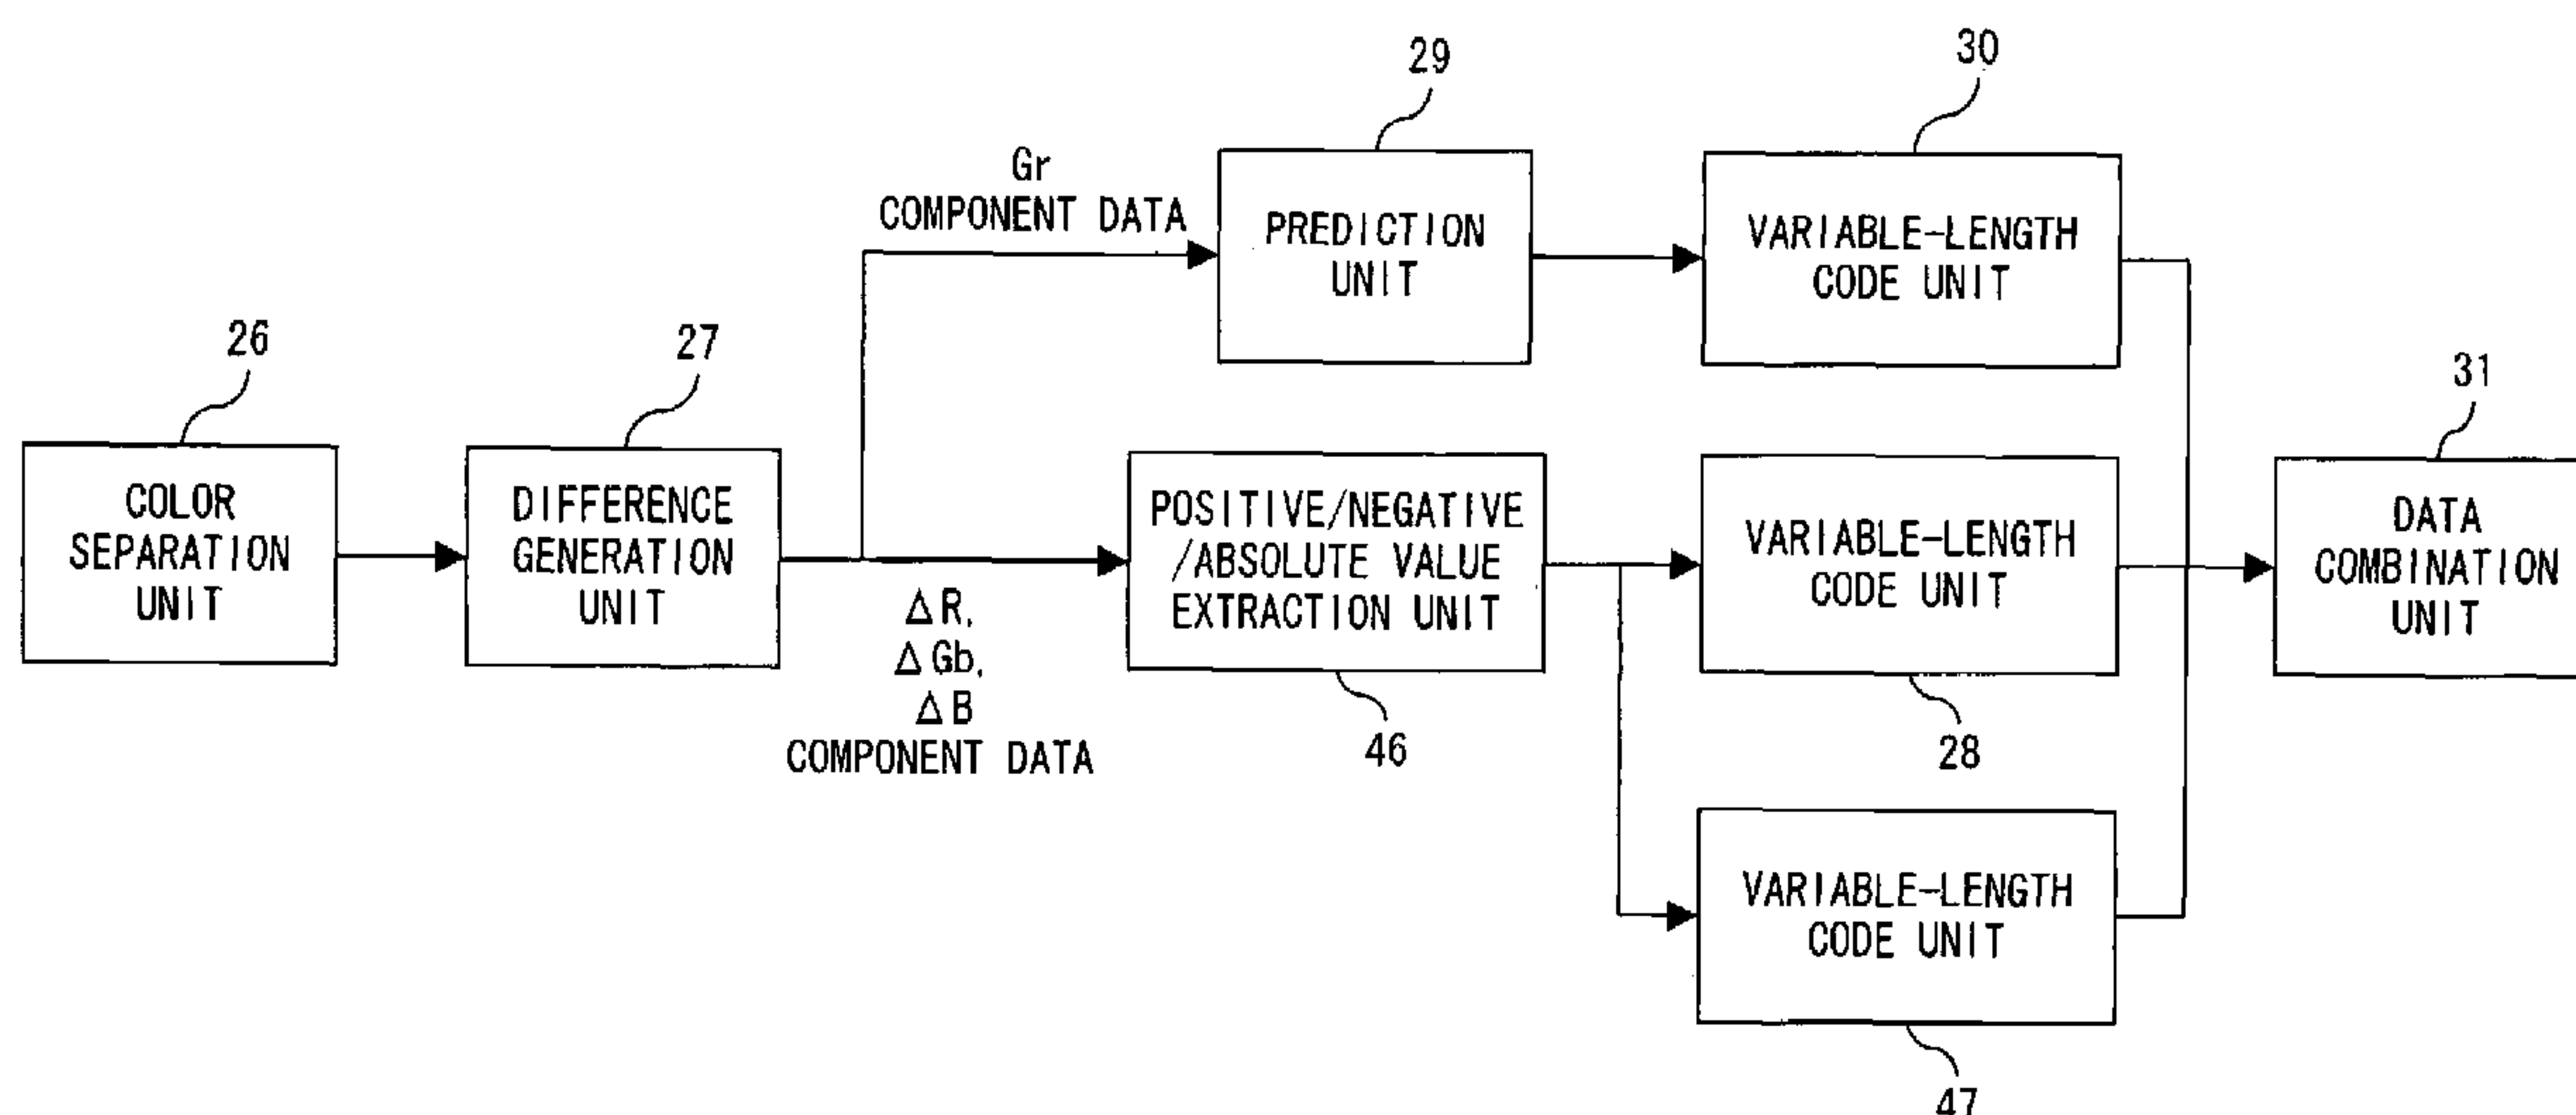 26
COLOR
SEPARATION
UNIT
27
DIFFERENCE
GENERATION
UNIT
Gr
COMPONENT DATA
ΔR,
ΔGb,
ΔB
COMPONENT DATA
29
PREDICTION
UNIT
30
VARIABLE-LENGTH
CODE UNIT
POSITIVE/NEGATIVE
/ABSOLUTE VALUE
EXTRACTION UNIT
46
VARIABLE-LENGTH
CODE UNIT
28
VARIABLE-LENGTH
CODE UNIT
47
31
DATA
COMBINATION
UNIT